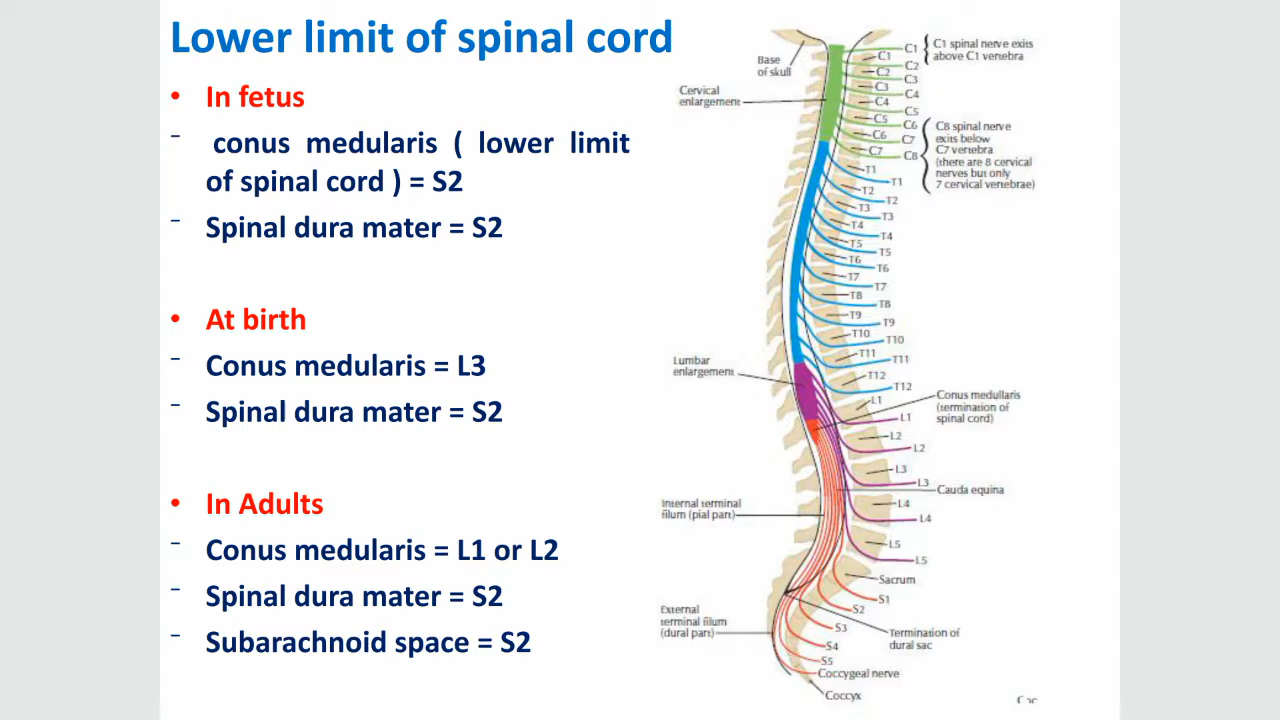 Lower limit of spinal cord
• In fetus
- conus medularis ( lower limit
of spinal cord ) = S2
- Spinal dura mater = S2
• At birth
- Conus medularis = L3
- Spinal dura mater = S2
• In Adults
- Conus medularis = L1 or L2
- Spinal dura mater = S2
- Subarachnoid space = S2
Base
of skull
Cervical
enlargement
Lumbar
enlargement
Internal terminal
filum (pial part)
External
terminal filum
(dural part)
C1
C2
C3
C4
C5
C6
C7
T1
T2
T3
T4
T5
T6
T7
T8
T9
T10
T11
T12
L1
L2
L3
L4
L5
Sacrum
C1
C2
C3
C4
C5
C6
C7
C8
T1
T2
T3
T4
T5
T6
T7
T8
T9
T10
T11
T12
L1
L2
L3
L4
L5
S1
S2
S3
S4
S5
Coccygeal nerve
Coccyx
C1 spinal nerve exits
above C1 vertebra
C8 spinal nerve
exits below
C7 vertebra
(there are 8 cervical
nerves but only
7 cervical vertebrae)
Conus medullaris
(termination of
spinal cord)
Cauda equina
Termination of
dural sac